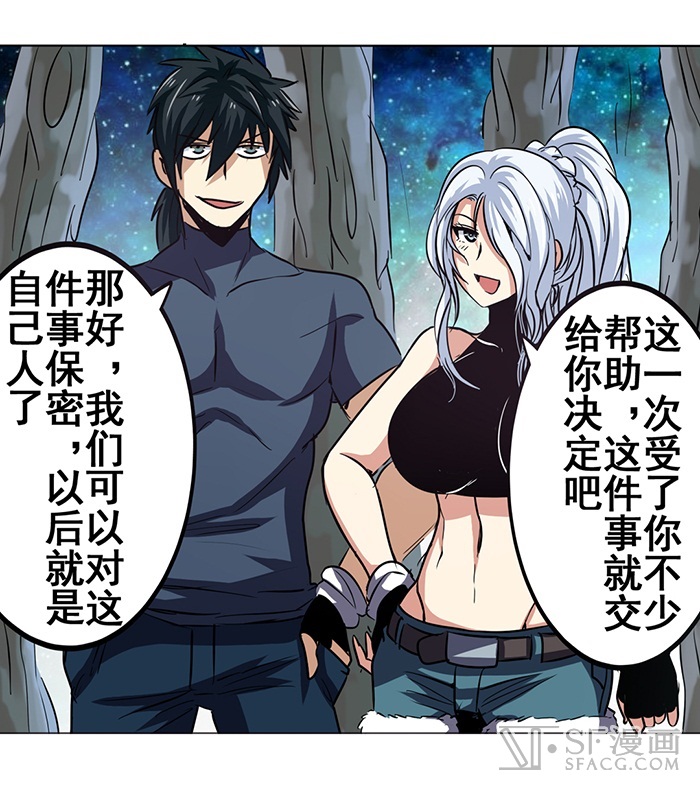 这一次受了你不少
帮助，这件事就交
给你决定吧
那好，我们可以对这
件事保密，以后就是
自己人了
SF漫画
SFACG.COM